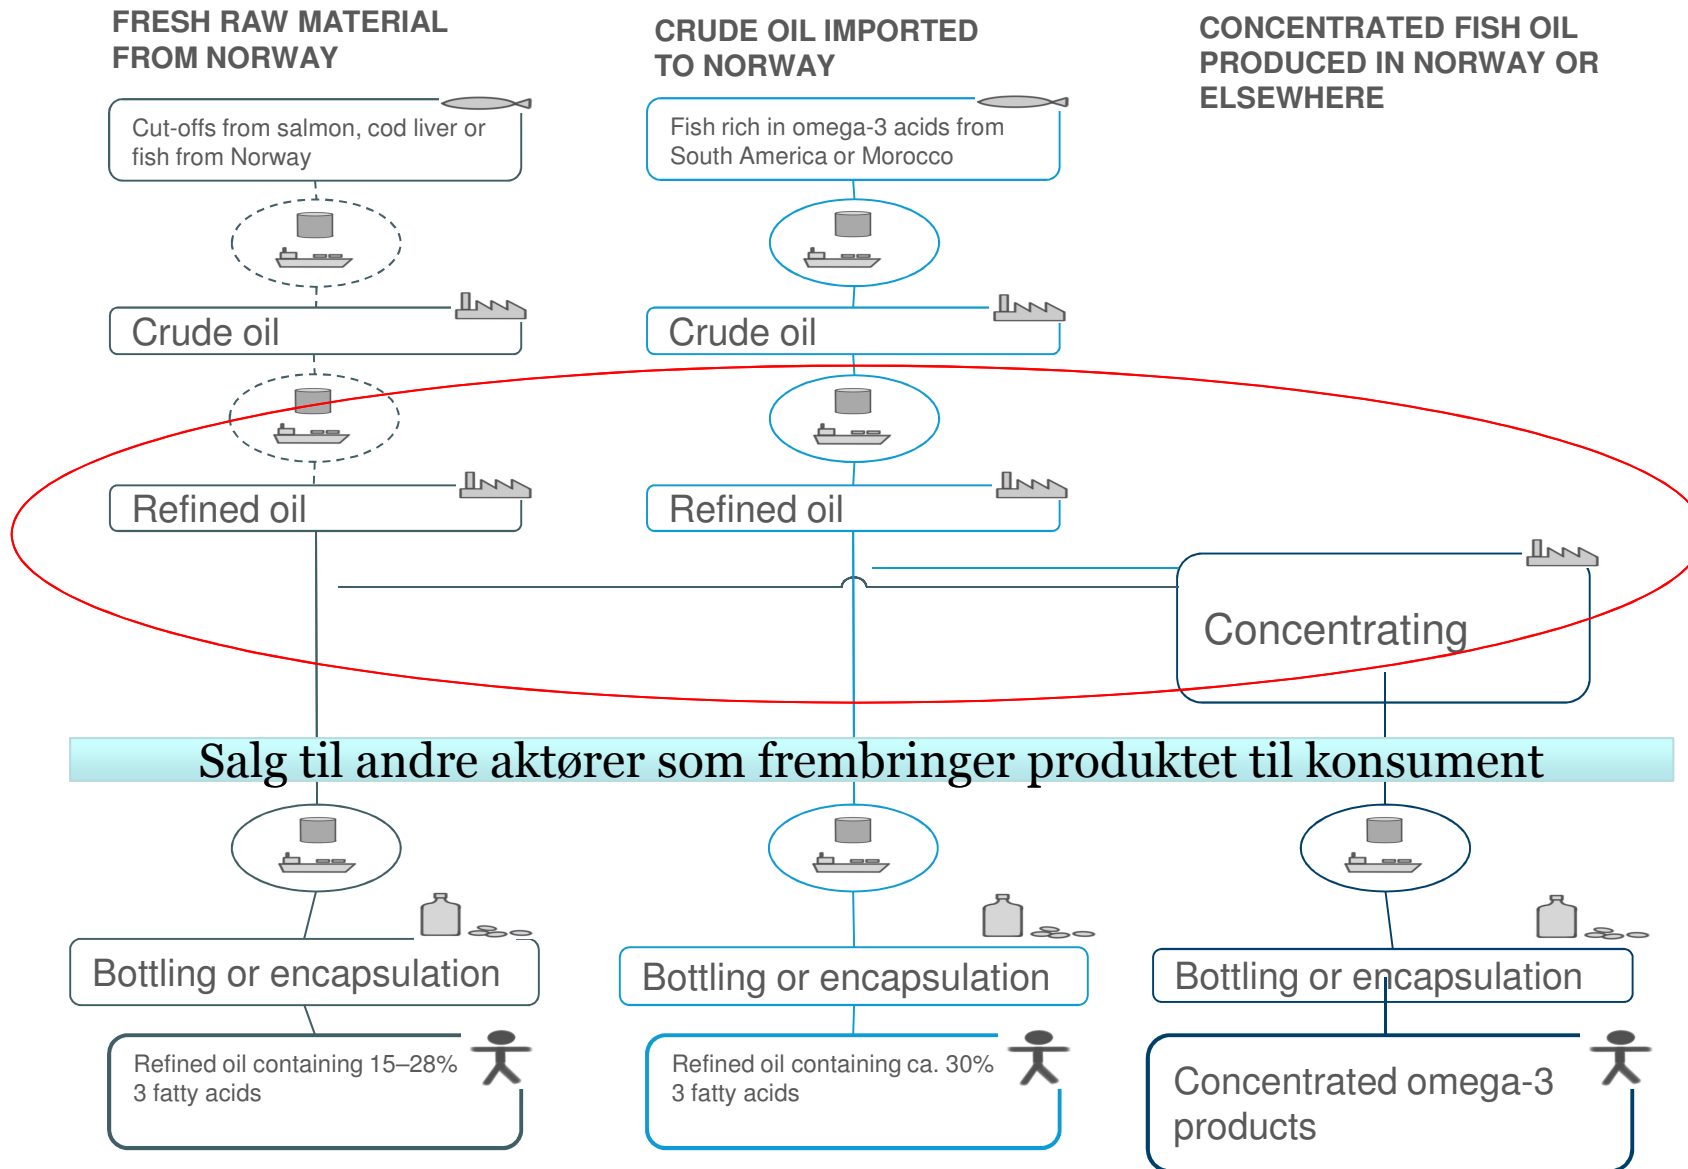 FRESH RAW MATERIAL
FROM NORWAY
CRUDE OIL IMPORTED
TO NORWAY
CONCENTRATED FISH OIL
PRODUCED IN NORWAY OR
ELSEWHERE
Cut-offs from salmon, cod liver or
fish from Norway
Fish rich in omega-3 acids from
South America or Morocco
Crude oil
Crude oil
Refined oil
Refined oil
Concentrating
Salg til andre aktører som frembringer produktet til konsument
Bottling or encapsulation
Bottling or encapsulation
Bottling or encapsulation
Refined oil containing 15–28%
3 fatty acids
Refined oil containing ca. 30%
3 fatty acids
Concentrated omega-3
products